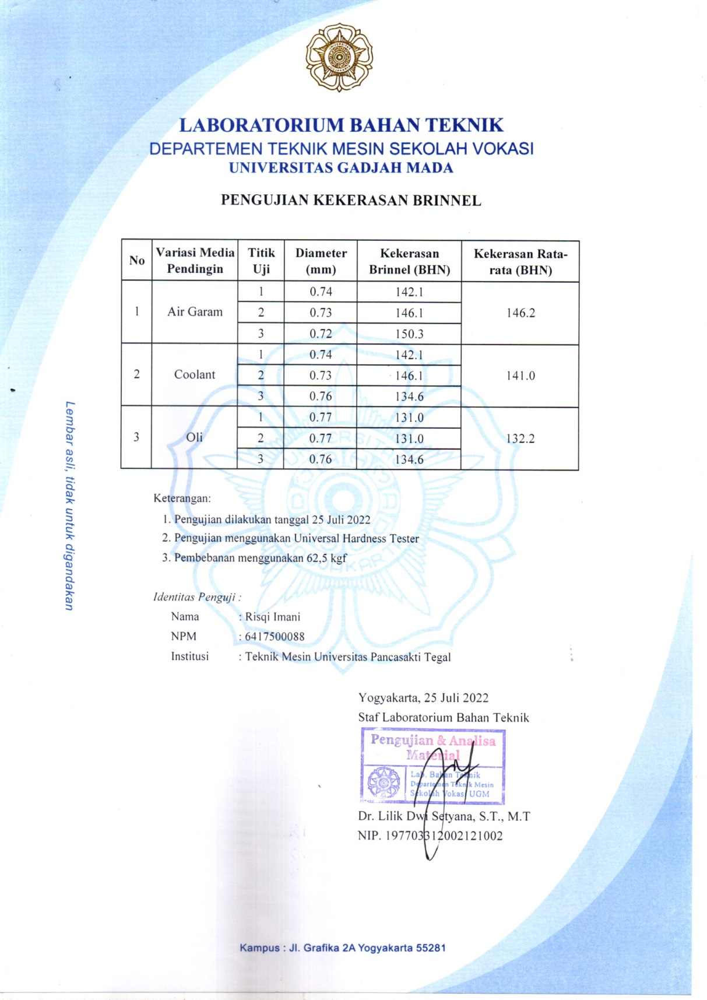 LABORATORIUM BAHAN TEKNIK
DEPARTEMEN TEKNIK MESIN SEKOLAH VOKASI
UNIVERSITAS GADJAH MADA
PENGUJIAN KEKERASAN BRINNEL
No Variasi Media Pendingin Titik Uji Diameter (mm) Kekerasan Brinnel (BHN) Kekerasan Rata-rata (BHN)
1 Air Garam 1 0.74 142.1 146.2
2 0.73 146.1
3 0.72 150.3
2 Coolant 1 0.74 142.1 141.0
2 0.73 146.1
3 0.76 134.6
3 Oli 1 0.77 131.0 132.2
2 0.77 131.0
3 0.76 134.6
Lembar asli, tidak untuk digandakan
Keterangan:
1. Pengujian dilakukan tanggal 25 Juli 2022
2. Pengujian menggunakan Universal Hardness Tester
3. Pembebanan menggunakan 62,5 kgf
Identitas Penguji :
Nama : Risqi Imani
NPM : 6417500088
Institusi : Teknik Mesin Universitas Pancasakti Tegal
Yogyakarta, 25 Juli 2022
Staf Laboratorium Bahan Teknik
Pengujian & Analisa
Material
Lab. Bahan Teknik
Departemen Teknik Mesin
Sekolah Vokasi UGM
Dr. Lilik Dwi Setyana, S.T., M.T
NIP. 197703312002121002
Kampus : Jl. Grafika 2A Yogyakarta 55281